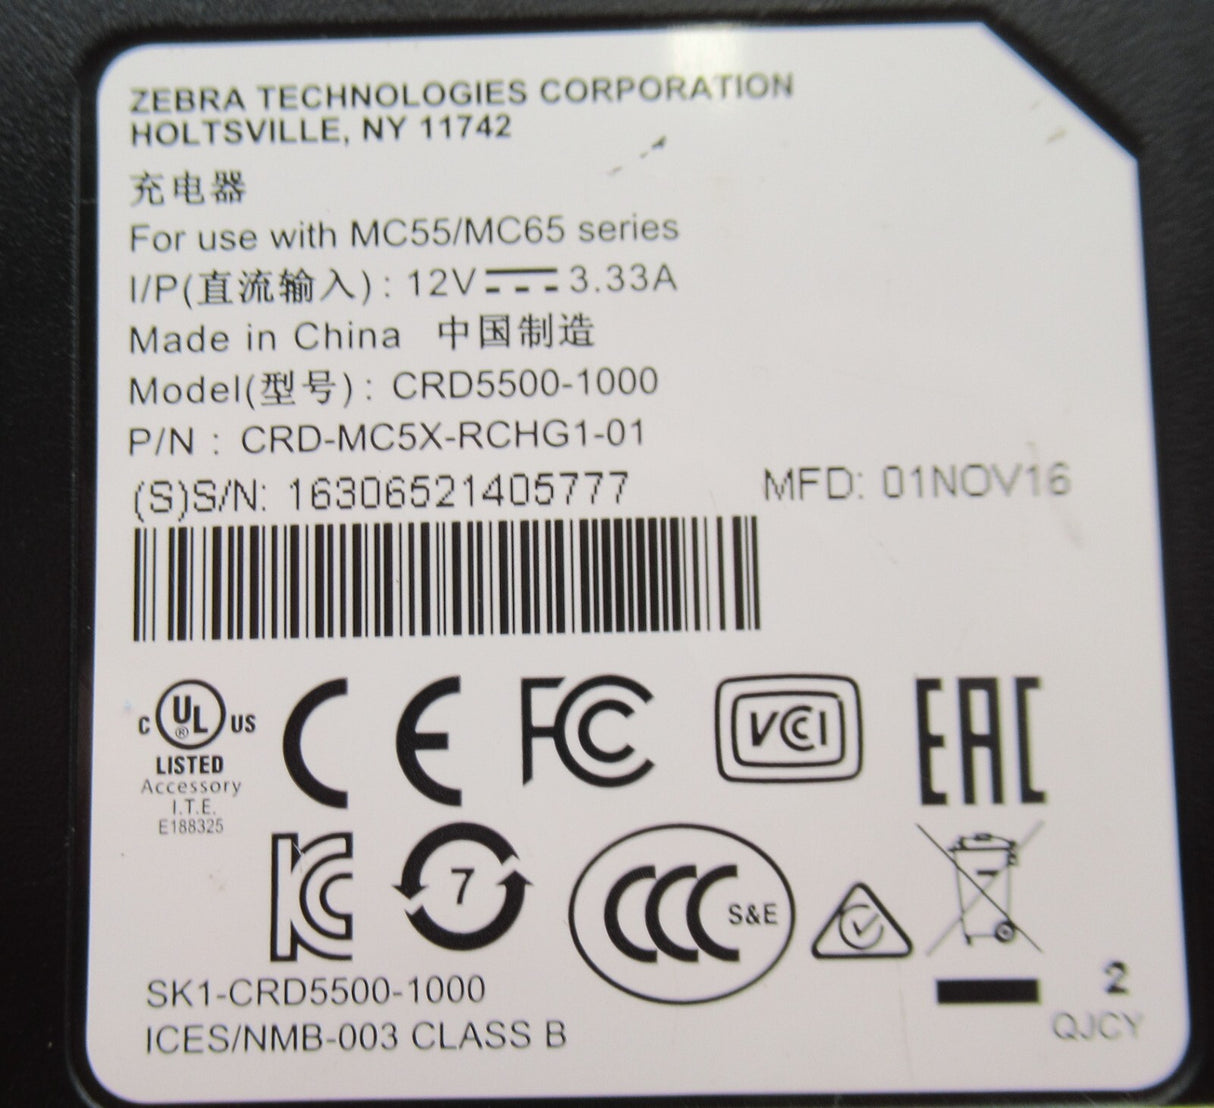 ZEBRA TECHNOLOGIES CORPORATION
HOLTSVILLE, NY 11742
充电器
For use with MC55/MC65 series
I/P(直流输入) : 12V 3.33A
Made in China 中国制造
Model(型号) : CRD5500-1000
P/N : CRD-MC5X-RCHG1-01
(S)S/N: 16306521405777 MFD: 01NOV16
C UL ® US
LISTED
Accessory
I.T.E.
E188325
CE FC VCI EAC
KC 7 CCC S&E
SK1-CRD5500-1000
ICES/NMB-003 CLASS B
2
QJCY